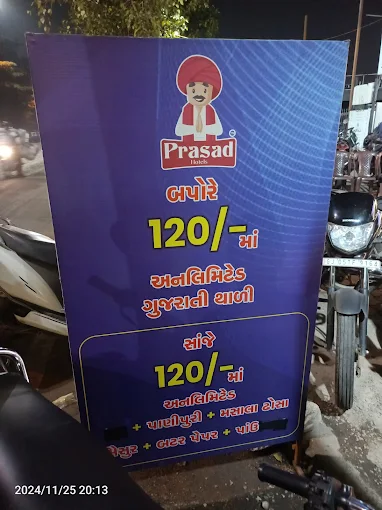 Prasad
Hotels
બપોરે
120/- માં
અનલિમિટેડ
ગુજરાતી થાળી
સાંજે
120/- માં
અનલિમિટેડ
+ પાણીપુરી + મસાલા ઢોસા
+ બટર પેપર +
2024/11/25 20:13